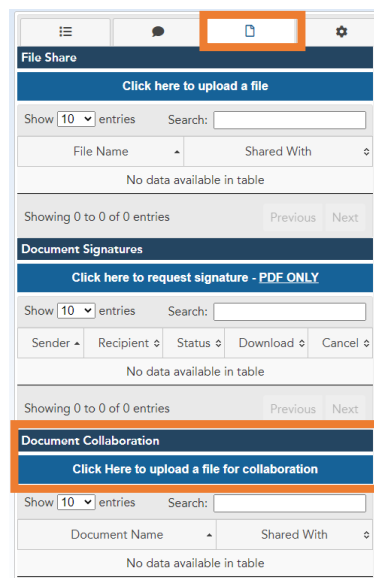 File Share
Click here to upload a file
Show 10 entries Search:
File Name Shared With
No data available in table
Showing 0 to 0 of 0 entries Previous Next
Document Signatures
Click here to request signature - PDF ONLY
Show 10 entries Search:
Sender Recipient Status Download Cancel
No data available in table
Showing 0 to 0 of 0 entries Previous Next
Document Collaboration
Click Here to upload a file for collaboration
Show 10 entries Search:
Document Name Shared With
No data available in table